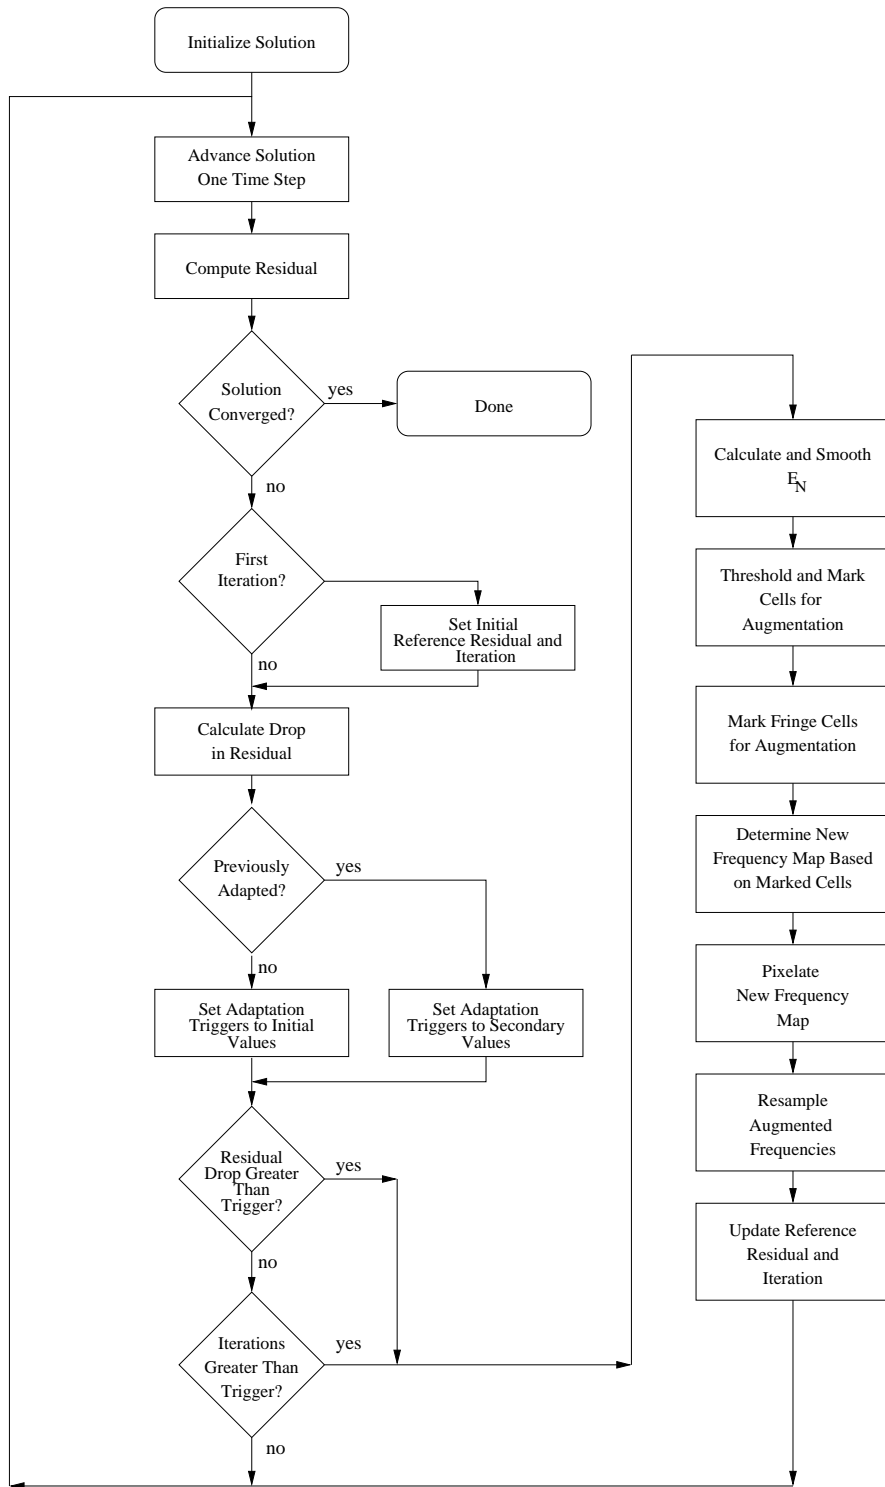 Initialize Solution
Advance Solution
One Time Step
Compute Residual
Solution
Converged?
yes
Done
no
First
Iteration?
Set Initial
Reference Residual and
Iteration
no
Calculate Drop
in Residual
Previously
Adapted?
yes
no
Set Adaptation
Triggers to Initial
Values
Set Adaptation
Triggers to Secondary
Values
Residual
Drop Greater
Than
Trigger?
yes
no
Iterations
Greater Than
Trigger?
yes
no
Calculate and Smooth
E_N
Threshold and Mark
Cells for
Augmentation
Mark Fringe Cells
for Augmentation
Determine New
Frequency Map Based
on Marked Cells
Pixelate
New Frequency
Map
Resample
Augmented
Frequencies
Update Reference
Residual and
Iteration